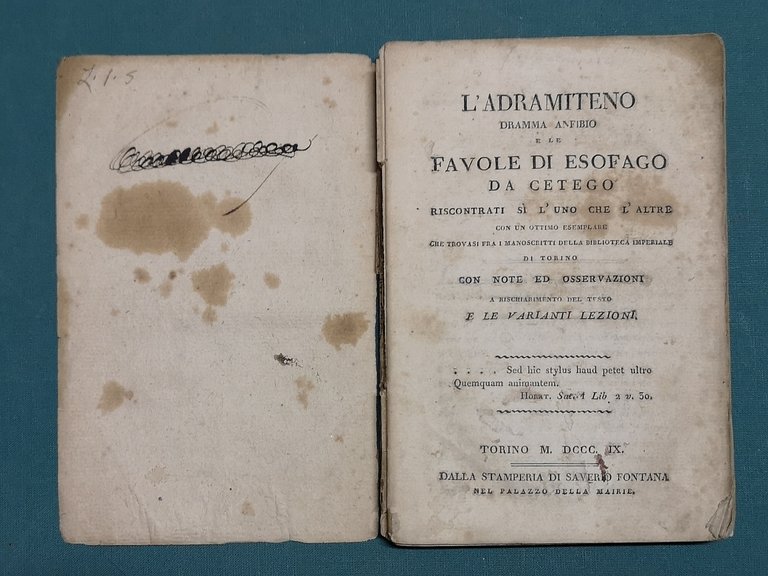 Z. 1. 5
L'ADRAMITENO
DRAMMA ANFIBIO
E LE
FAVOLE DI ESOFAGO
DA CETEGO
RISCONTRATI SÌ L'UNO CHE L'ALTRE
CON UN OTTIMO ESEMPLARE
CHE TROVASI FRA I MANOSCRITTI DELLA BIBLIOTECA IMPERIALE
DI TORINO
CON NOTE ED OSSERVAZIONI
A RISCHIARIMENTO DEL TESTO
E LE VARIANTI LEZIONI.
. . . . Sed hic stylus haud petet ultro
Quemquam animantem.
HORAT. Sat. 1 Lib 2 v. 30.
TORINO M. DCCC. IX.
DALLA STAMPERIA DI SAVERIO FONTANA
NEL PALAZZO DELLA MAIRIE.